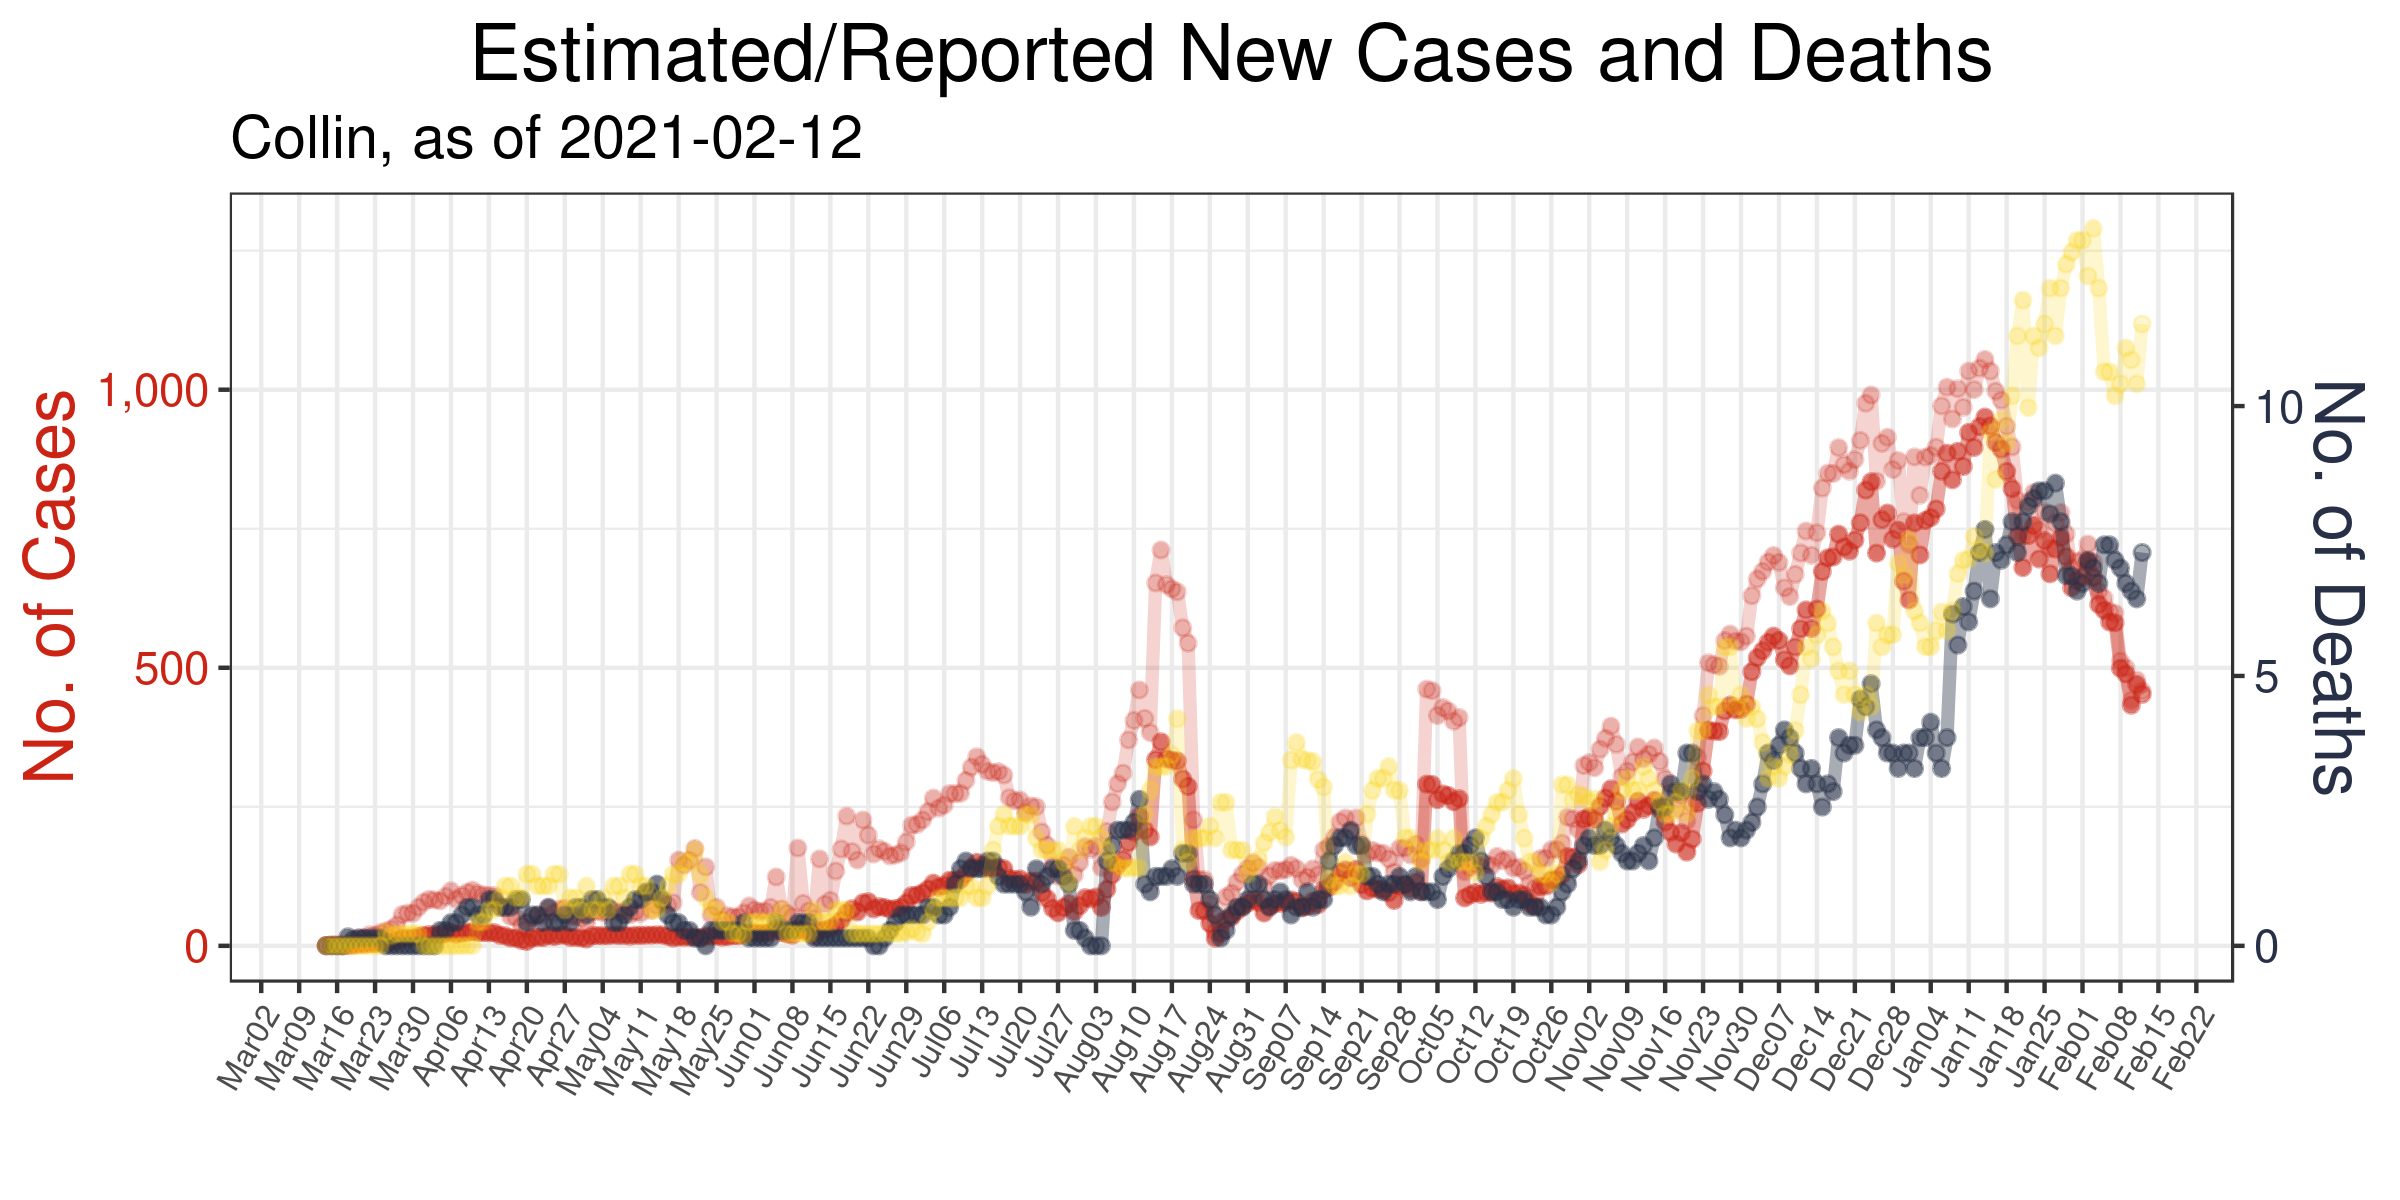 Estimated/Reported New Cases and Deaths
Collin, as of 2021-02-12
No. of Cases
1,000
500
0
No. of Deaths
10
5
0
Mar02
Mar09
Mar16
Mar23
Mar30
Apr06
Apr13
Apr20
Apr27
May04
May11
May18
May25
Jun01
Jun08
Jun15
Jun22
Jun29
Jul06
Jul13
Jul20
Jul27
Aug03
Aug10
Aug17
Aug24
Aug31
Sep07
Sep14
Sep21
Sep28
Oct05
Oct12
Oct19
Oct26
Nov02
Nov09
Nov16
Nov23
Nov30
Dec07
Dec14
Dec21
Dec28
Jan04
Jan11
Jan18
Jan25
Feb01
Feb08
Feb15
Feb22